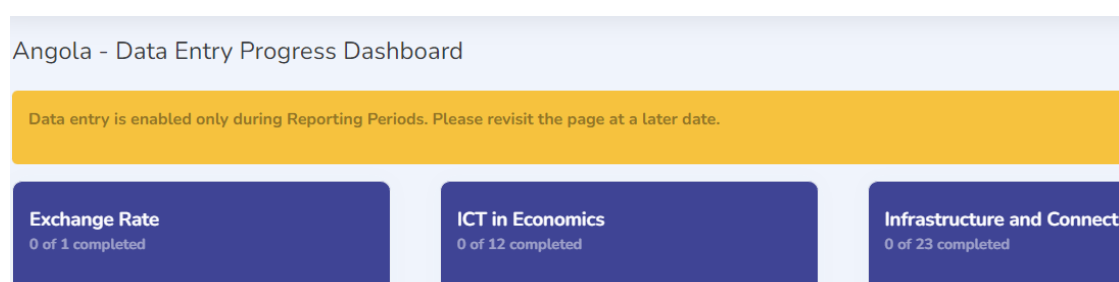 Angola - Data Entry Progress Dashboard
Data entry is enabled only during Reporting Periods. Please revisit the page at a later date.
Exchange Rate
0 of 1 completed
ICT in Economics
0 of 12 completed
Infrastructure and Connect
0 of 23 completed